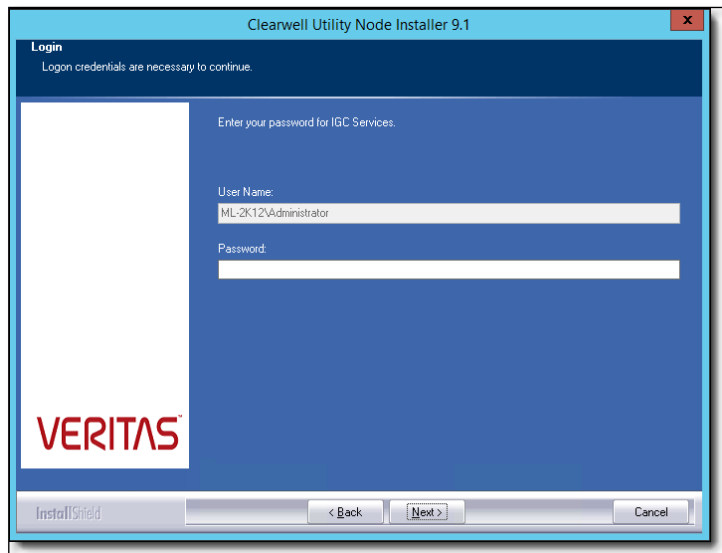 Clearwell Utility Node Installer 9.1
x
Login
Logon credentials are necessary to continue.
Enter your password for IGC Services.
User Name:
ML-2K12\Administrator
Password:
VERITAS™
InstallShield
< Back
Next >
Cancel